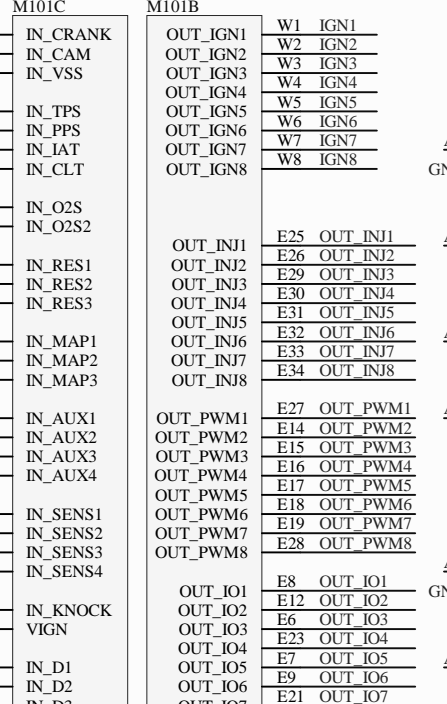 M101C
IN_CRANK
IN_CAM
IN_VSS
IN_TPS
IN_PPS
IN_IAT
IN_CLT
IN_O2S
IN_O2S2
IN_RES1
IN_RES2
IN_RES3
IN_MAP1
IN_MAP2
IN_MAP3
IN_AUX1
IN_AUX2
IN_AUX3
IN_AUX4
IN_SENS1
IN_SENS2
IN_SENS3
IN_SENS4
IN_KNOCK
VIGN
IN_D1
IN_D2
M101B
OUT_IGN1 W1 IGN1
OUT_IGN2 W2 IGN2
OUT_IGN3 W3 IGN3
OUT_IGN4 W4 IGN4
OUT_IGN5 W5 IGN5
OUT_IGN6 W6 IGN6
OUT_IGN7 W7 IGN7
OUT_IGN8 W8 IGN8
OUT_INJ1 E25 OUT_INJ1
OUT_INJ2 E26 OUT_INJ2
OUT_INJ3 E29 OUT_INJ3
OUT_INJ4 E30 OUT_INJ4
OUT_INJ5 E31 OUT_INJ5
OUT_INJ6 E32 OUT_INJ6
OUT_INJ7 E33 OUT_INJ7
OUT_INJ8 E34 OUT_INJ8
OUT_PWM1 E27 OUT_PWM1
OUT_PWM2 E14 OUT_PWM2
OUT_PWM3 E15 OUT_PWM3
OUT_PWM4 E16 OUT_PWM4
OUT_PWM5 E17 OUT_PWM5
OUT_PWM6 E18 OUT_PWM6
OUT_PWM7 E19 OUT_PWM7
OUT_PWM8 E28 OUT_PWM8
OUT_IO1 E8 OUT_IO1
OUT_IO2 E12 OUT_IO2
OUT_IO3 E6 OUT_IO3
OUT_IO4 E23 OUT_IO4
OUT_IO5 E7 OUT_IO5
OUT_IO6 E9 OUT_IO6
E21 OUT_IO7